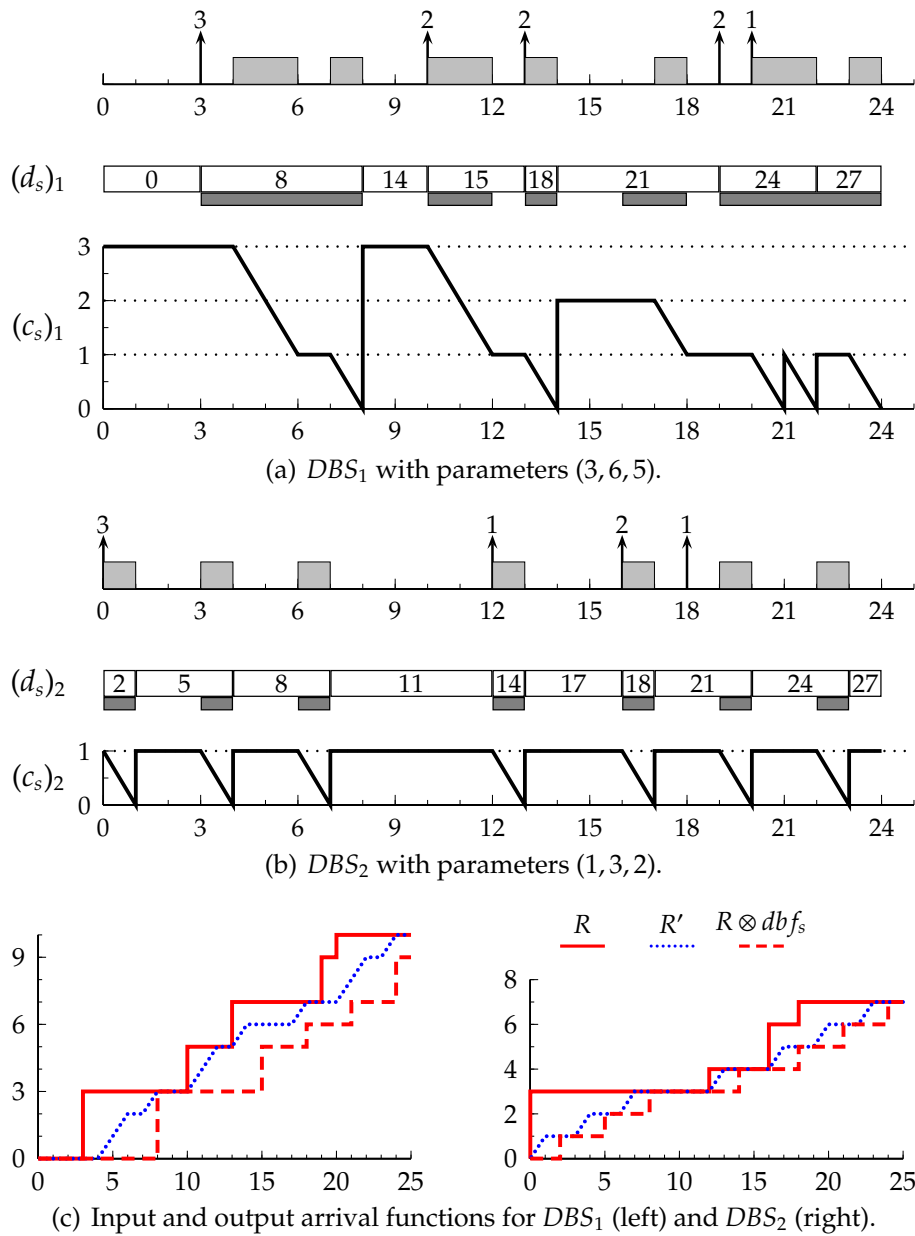 3 2 2 2 1
0 3 6 9 12 15 18 21 24
(d_s)_1 0 8 14 15 18 21 24 27
3
2
(c_s)_1
1
0
0 3 6 9 12 15 18 21 24
(a) DBS_1 with parameters (3, 6, 5).
3 1 2 1
0 3 6 9 12 15 18 21 24
(d_s)_2 2 5 8 11 14 17 18 21 24 27
1
(c_s)_2
0
0 3 6 9 12 15 18 21 24
(b) DBS_2 with parameters (1, 3, 2).
R R′ R ⊗ dbf_s
9
6
3
0
0 5 10 15 20 25
8
6
4
2
0
0 5 10 15 20 25
(c) Input and output arrival functions for DBS_1 (left) and DBS_2 (right).